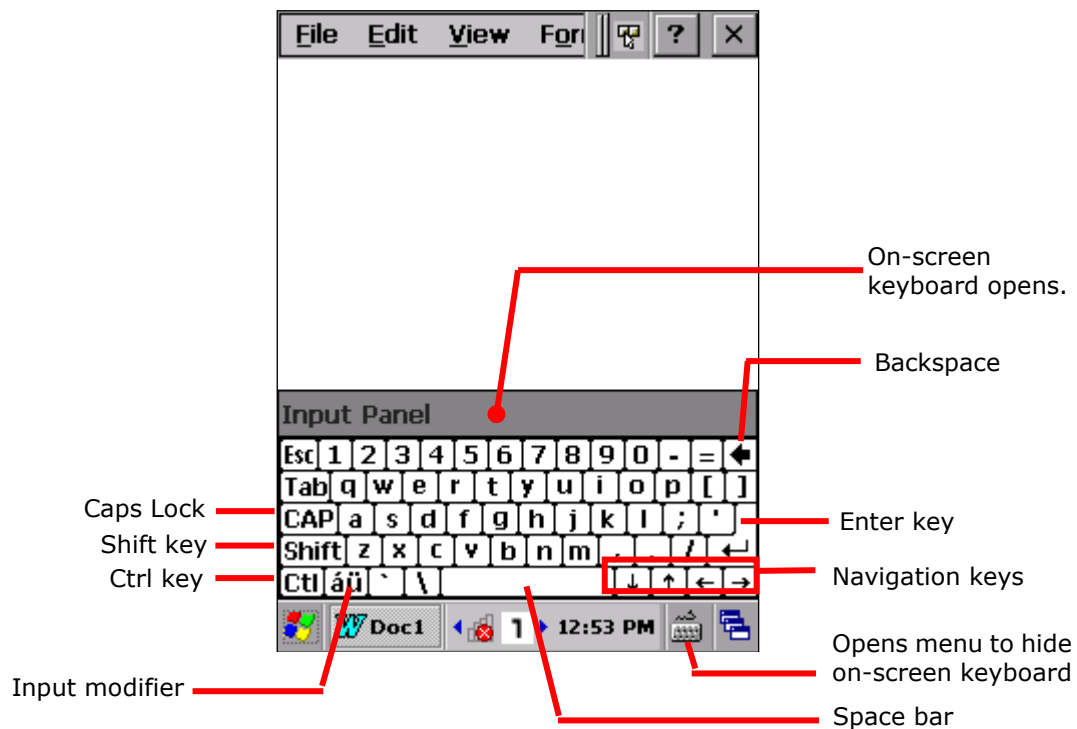 File Edit View For ?
On-screen
keyboard opens.
Backspace
Input Panel
Esc 1 2 3 4 5 6 7 8 9 0 - = 🡄
Tab q w e r t y u i o p [ ]
Caps Lock
CAP a s d f g h j k l ; '
Enter key
Shift key
Shift z x c v b n m , . / ↵
Ctrl key
Ctl áü ` \ ↓ ↑ ← →
Navigation keys
Doc1 1 12:53 PM
Opens menu to hide
on-screen keyboard
Input modifier
Space bar